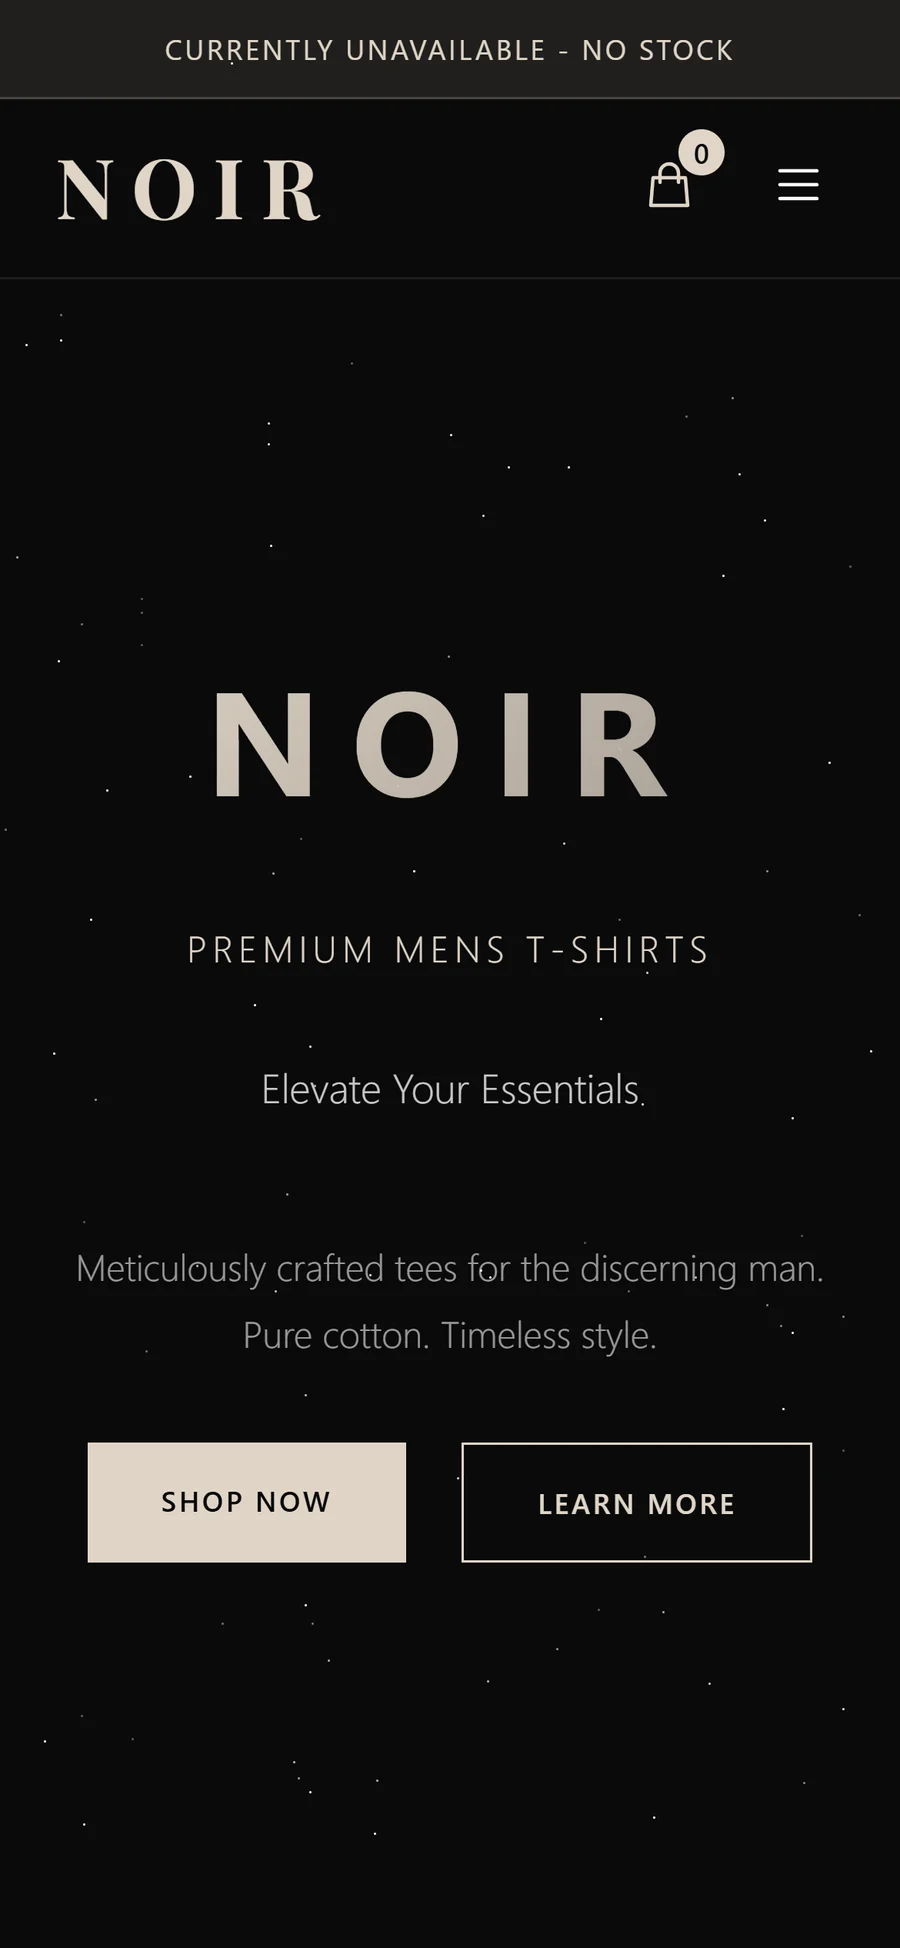 CURRENTLY UNAVAILABLE - NO STOCK
NOIR
0
NOIR
PREMIUM MENS T-SHIRTS
Elevate Your Essentials
Meticulously crafted tees for the discerning man.
Pure cotton. Timeless style.
SHOP NOW
LEARN MORE